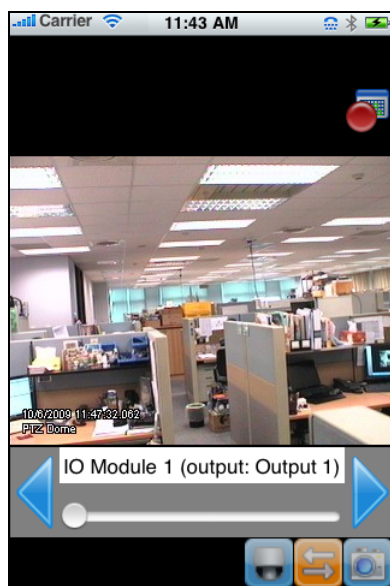 Carrier
11:43 AM
10/6/2009 11:47:32.062
PTZ Dome
IO Module 1 (output: Output 1)